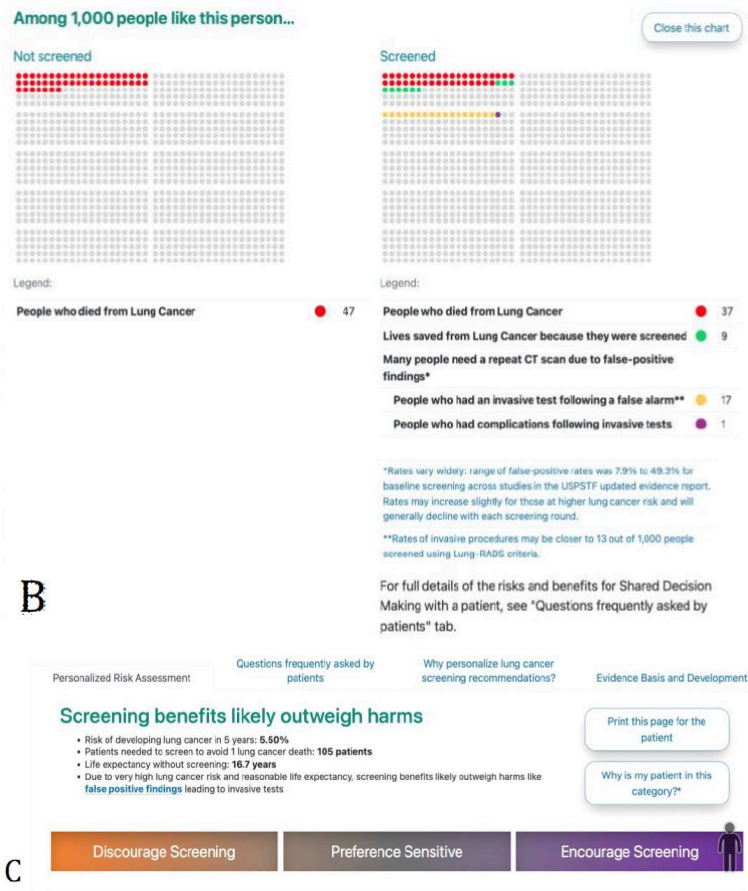 Among 1,000 people like this person...
Close this chart
Not screened
Screened
Legend:
People who died from Lung Cancer 47
Legend:
People who died from Lung Cancer 37
Lives saved from Lung Cancer because they were screened 9
Many people need a repeat CT scan due to false-positive
findings*
People who had an invasive test following a false alarm** 17
People who had complications following invasive tests 1
*Rates vary widely: range of false-positive rates was 7.9% to 49.3% for
baseline screening across studies in the USPSTF updated evidence report.
Rates may increase slightly for those at higher lung cancer risk and will
generally decline with each screening round.
**Rates of invasive procedures may be closer to 13 out of 1,000 people
screened using Lung-RADS criteria.
For full details of the risks and benefits for Shared Decision
Making with a patient, see "Questions frequently asked by
patients" tab.
B
Personalized Risk Assessment
Questions frequently asked by
patients
Why personalize lung cancer
screening recommendations?
Evidence Basis and Development
Screening benefits likely outweigh harms
• Risk of developing lung cancer in 5 years: 5.50%
• Patients needed to screen to avoid 1 lung cancer death: 105 patients
• Life expectancy without screening: 16.7 years
• Due to very high lung cancer risk and reasonable life expectancy, screening benefits likely outweigh harms like
false positive findings leading to invasive tests
Print this page for the
patient
Why is my patient in this
category?*
Discourage Screening
Preference Sensitive
Encourage Screening
C